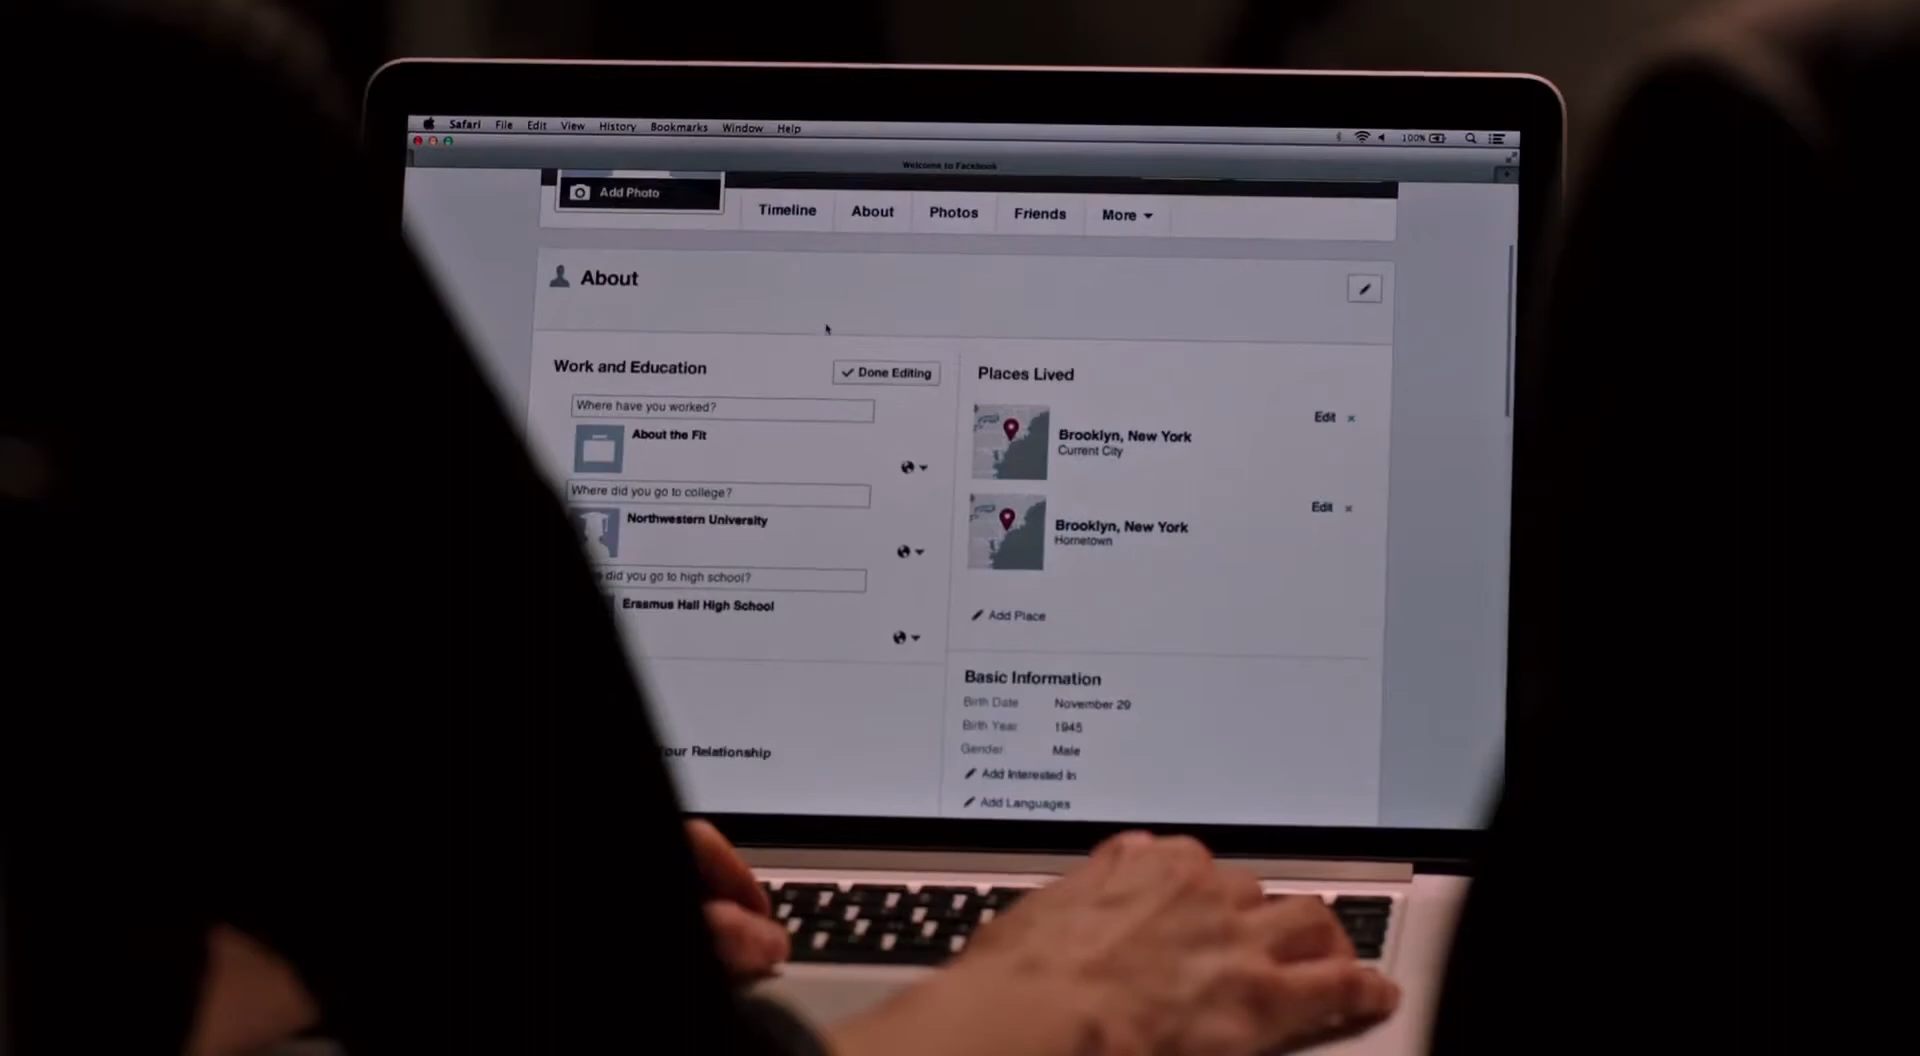 Safari File Edit View History Bookmarks Window Help 100%
Welcome to Facebook
Add Photo
Timeline About Photos Friends More
About
Work and Education
Done Editing
Where have you worked?
About the Fit
Where did you go to college?
Northwestern University
did you go to high school?
Erasmus Hall High School
our Relationship
Places Lived
Brooklyn, New York
Current City
Edit ×
Brooklyn, New York
Hometown
Edit ×
Add Place
Basic Information
Birth Date November 29
Birth Year 1945
Gender Male
Add Interested In
Add Languages